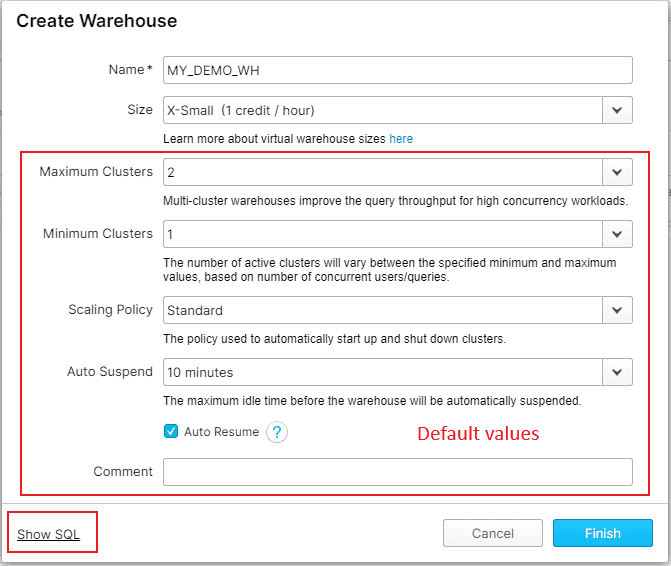 Create Warehouse
Name* MY_DEMO_WH
Size X-Small (1 credit / hour)
Learn more about virtual warehouse sizes here
Maximum Clusters 2
Multi-cluster warehouses improve the query throughput for high concurrency workloads.
Minimum Clusters 1
The number of active clusters will vary between the specified minimum and maximum
values, based on number of concurrent users/queries.
Scaling Policy Standard
The policy used to automatically start up and shut down clusters.
Auto Suspend 10 minutes
The maximum idle time before the warehouse will be automatically suspended.
Auto Resume ? Default values
Comment
Show SQL Cancel Finish